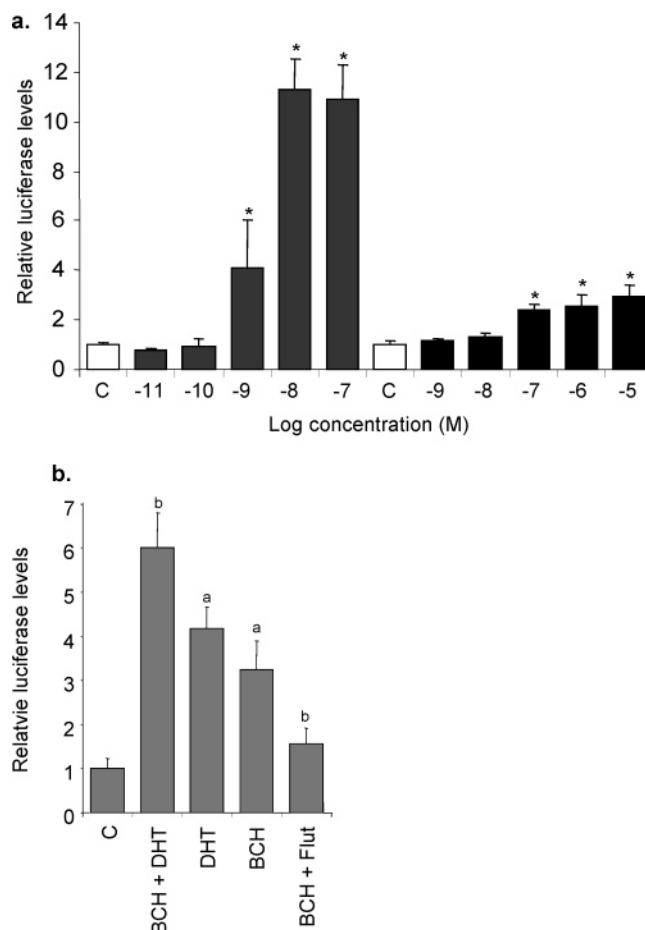 a.
Relative luciferase levels
14
12
10
8
6
4
2
0
* * * * * *
C -11 -10 -9 -8 -7 C -9 -8 -7 -6 -5
Log concentration (M)
b.
Relatvie luciferase levels
7
6
5
4
3
2
1
0
b a a b
C
BCH + DHT
DHT
BCH
BCH + Flut